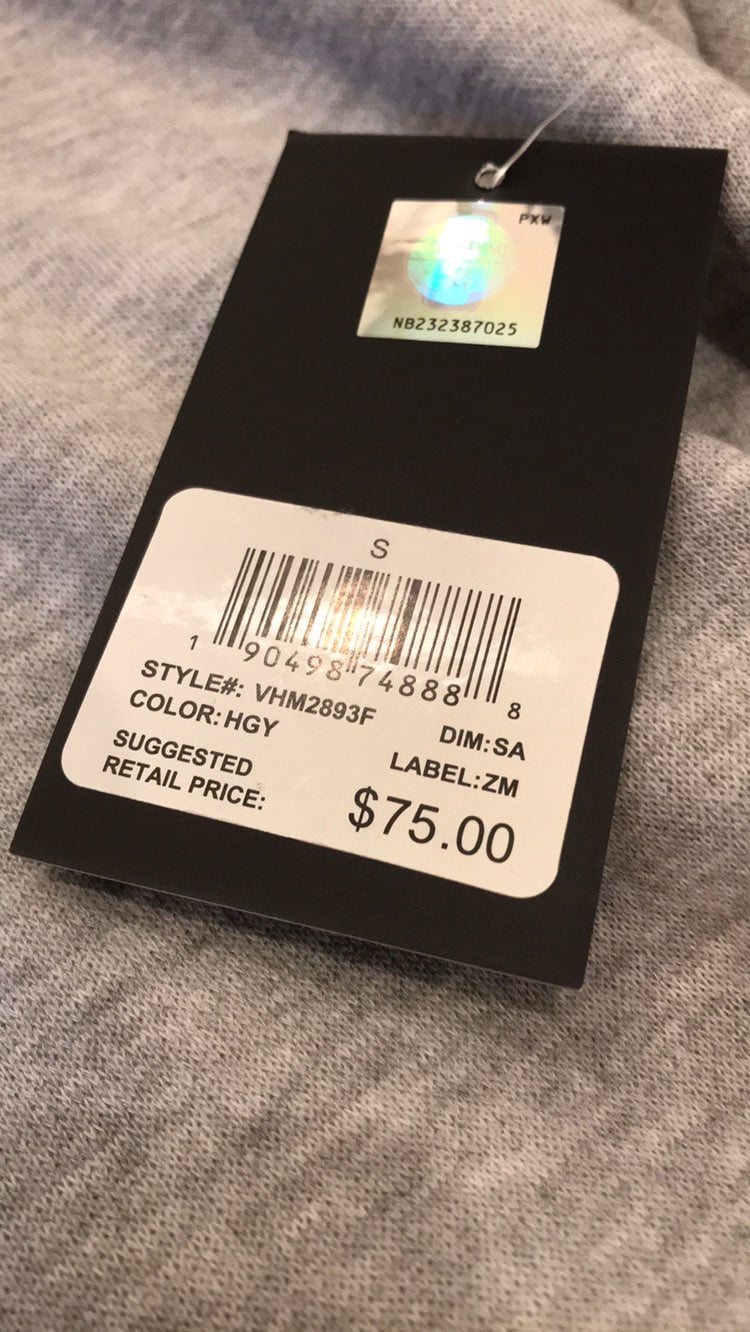 PXW
NB232387025
S
1 90498 74888 8
STYLE#: VHM2893F
COLOR:HGY
DIM:SA
LABEL:ZM
SUGGESTED
RETAIL PRICE:
$75.00